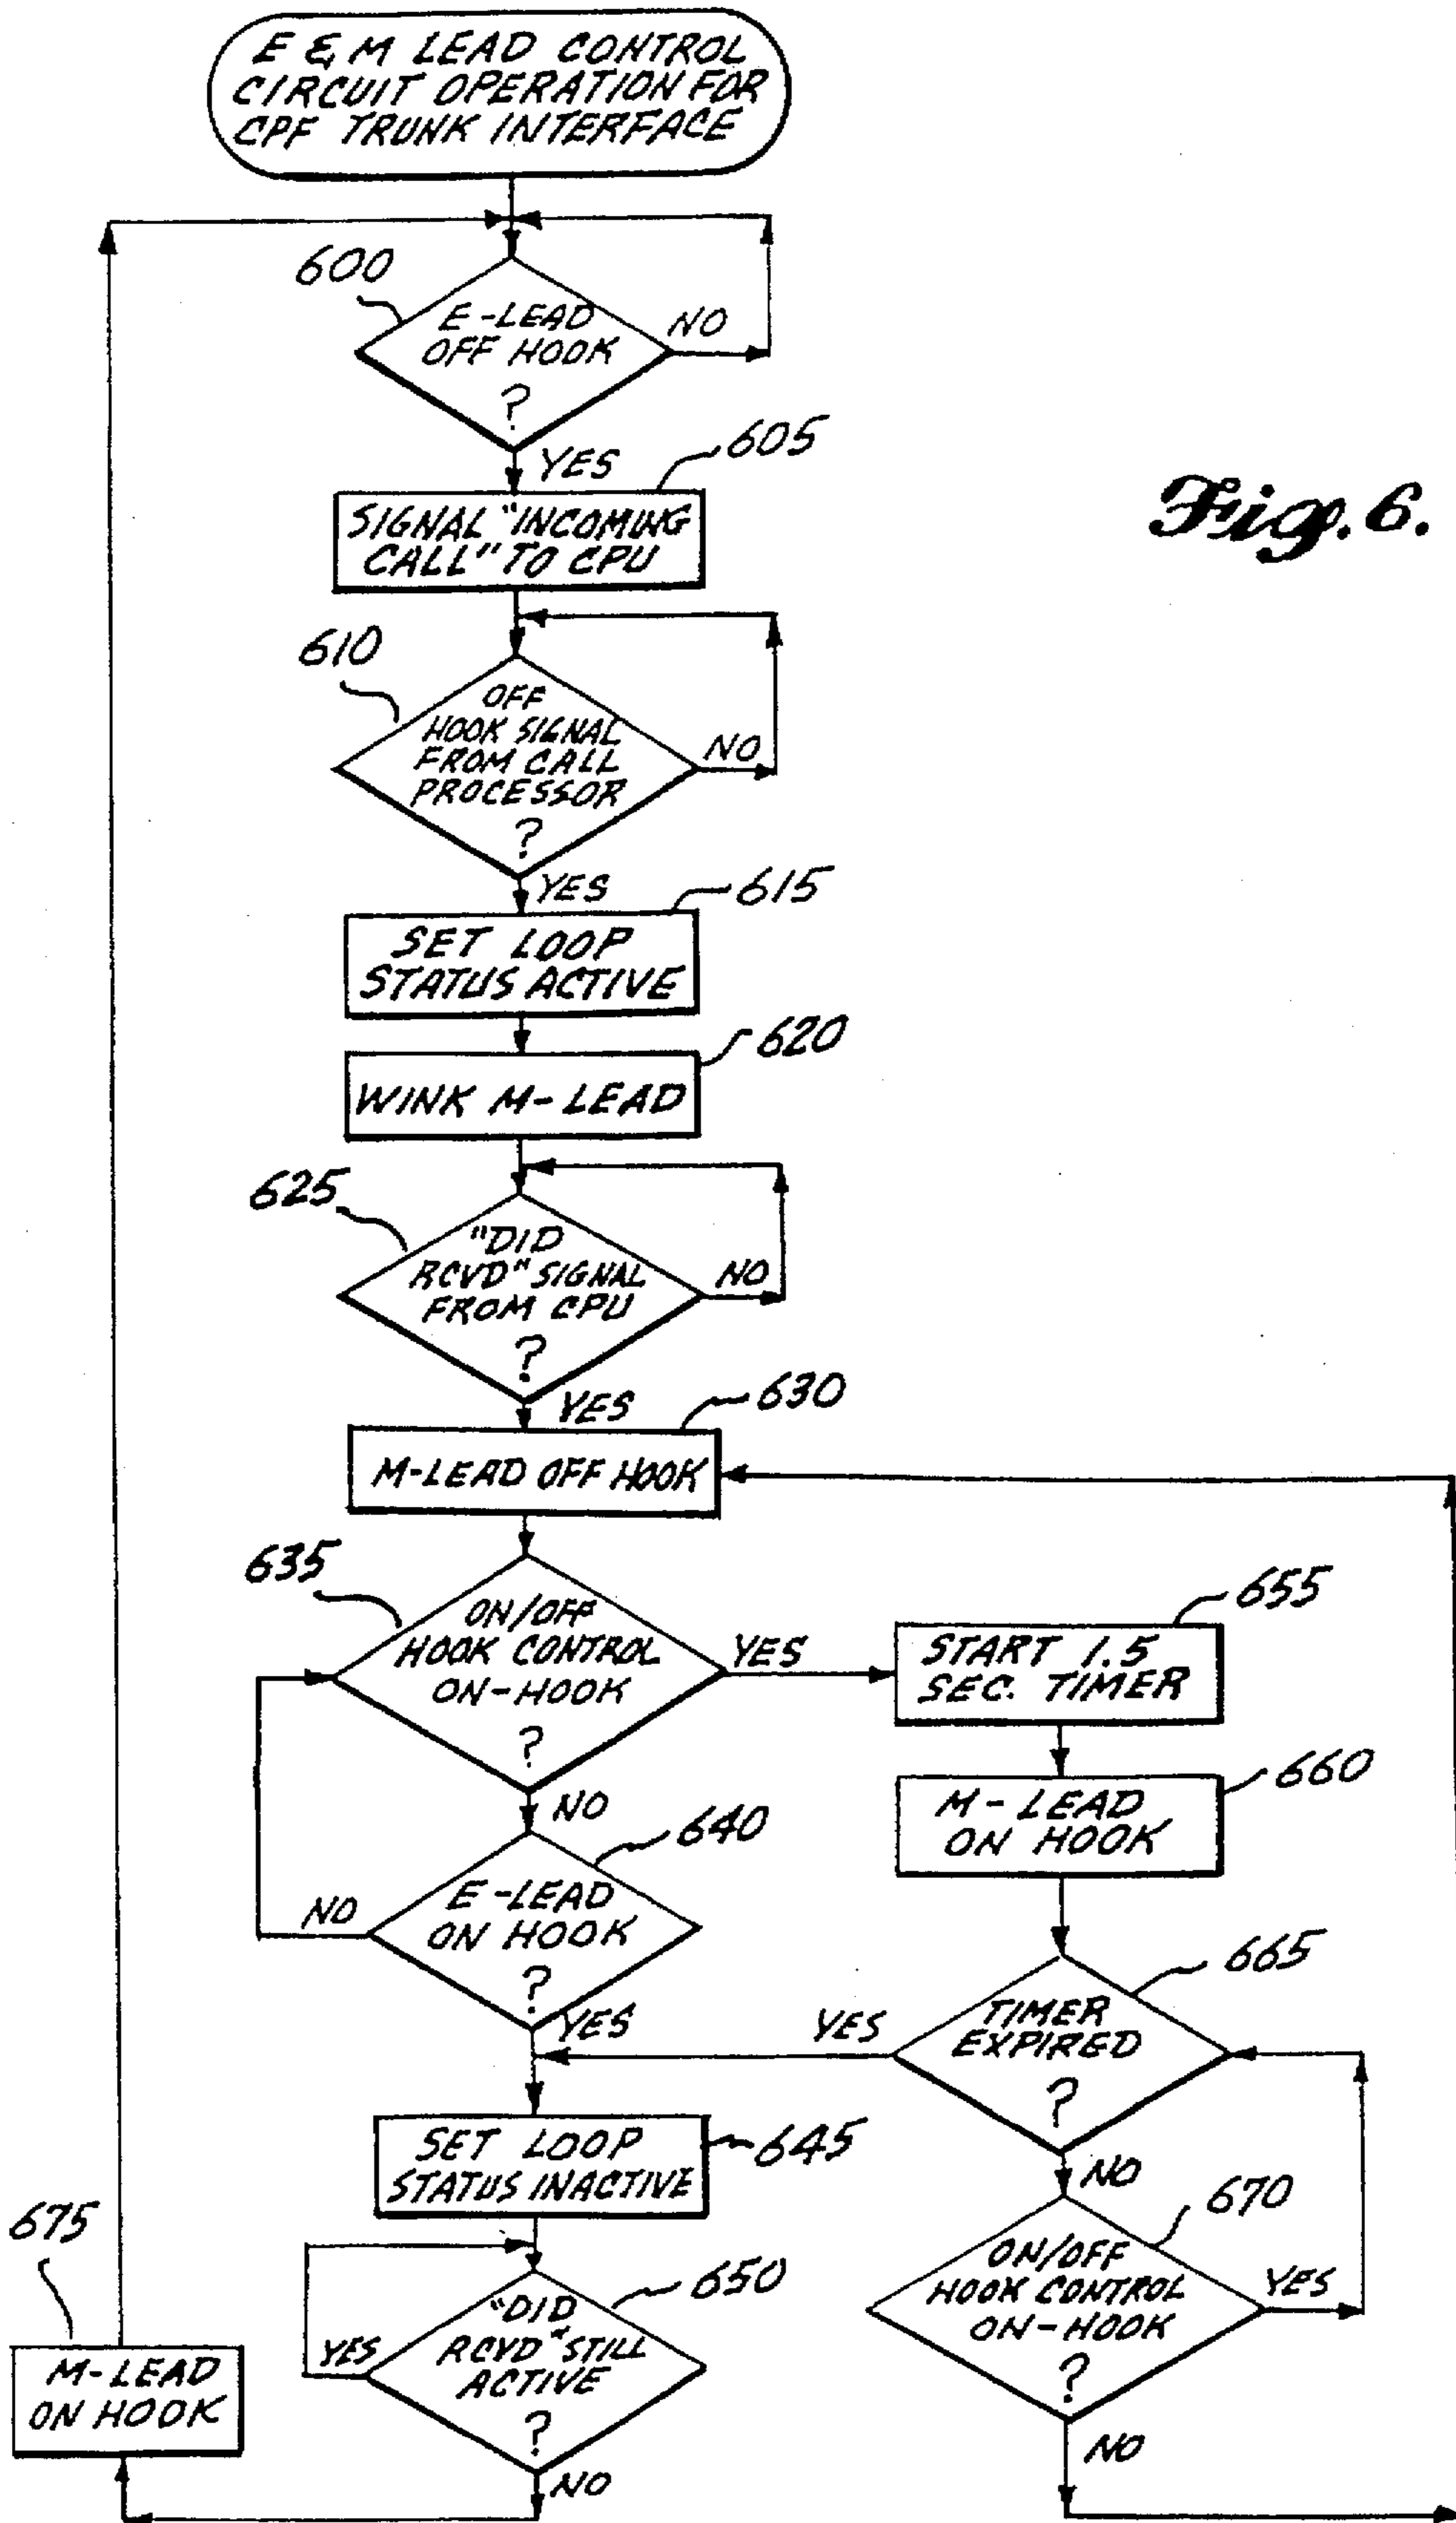 E & M LEAD CONTROL
CIRCUIT OPERATION FOR
CPF TRUNK INTERFACE
600
E-LEAD
OFF HOOK
?
NO
YES
605
SIGNAL "INCOMING
CALL" TO CPU
Fig. 6.
610
OFF
HOOK SIGNAL
FROM CALL
PROCESSOR
?
NO
YES
615
SET LOOP
STATUS ACTIVE
620
WINK M-LEAD
625
"DID
RCVD" SIGNAL
FROM CPU
?
NO
YES
630
M-LEAD OFF HOOK
635
ON/OFF
HOOK CONTROL
ON-HOOK
?
YES
NO
655
START 1.5
SEC. TIMER
660
M-LEAD
ON HOOK
640
E-LEAD
ON HOOK
?
NO
YES
665
TIMER
EXPIRED
?
YES
NO
645
SET LOOP
STATUS INACTIVE
670
ON/OFF
HOOK CONTROL
ON-HOOK
?
YES
NO
650
"DID
RCVD" STILL
ACTIVE
?
YES
NO
675
M-LEAD
ON HOOK